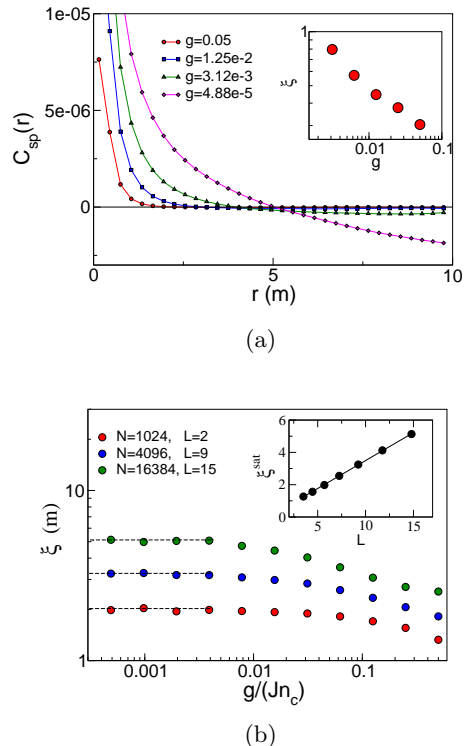 1e-05
5e-06
0
C_sp(r)
g=0.05
g=1.25e-2
g=3.12e-3
g=4.88e-5
1
ξ
0.01 0.1
g
0 5 10
r (m)
(a)
N=1024, L=2
N=4096, L=9
N=16384, L=15
10
1
ξ (m)
6
4
2
0
ξ^sat
5 10 15
L
0.001 0.01 0.1
g/(Jn_c)
(b)